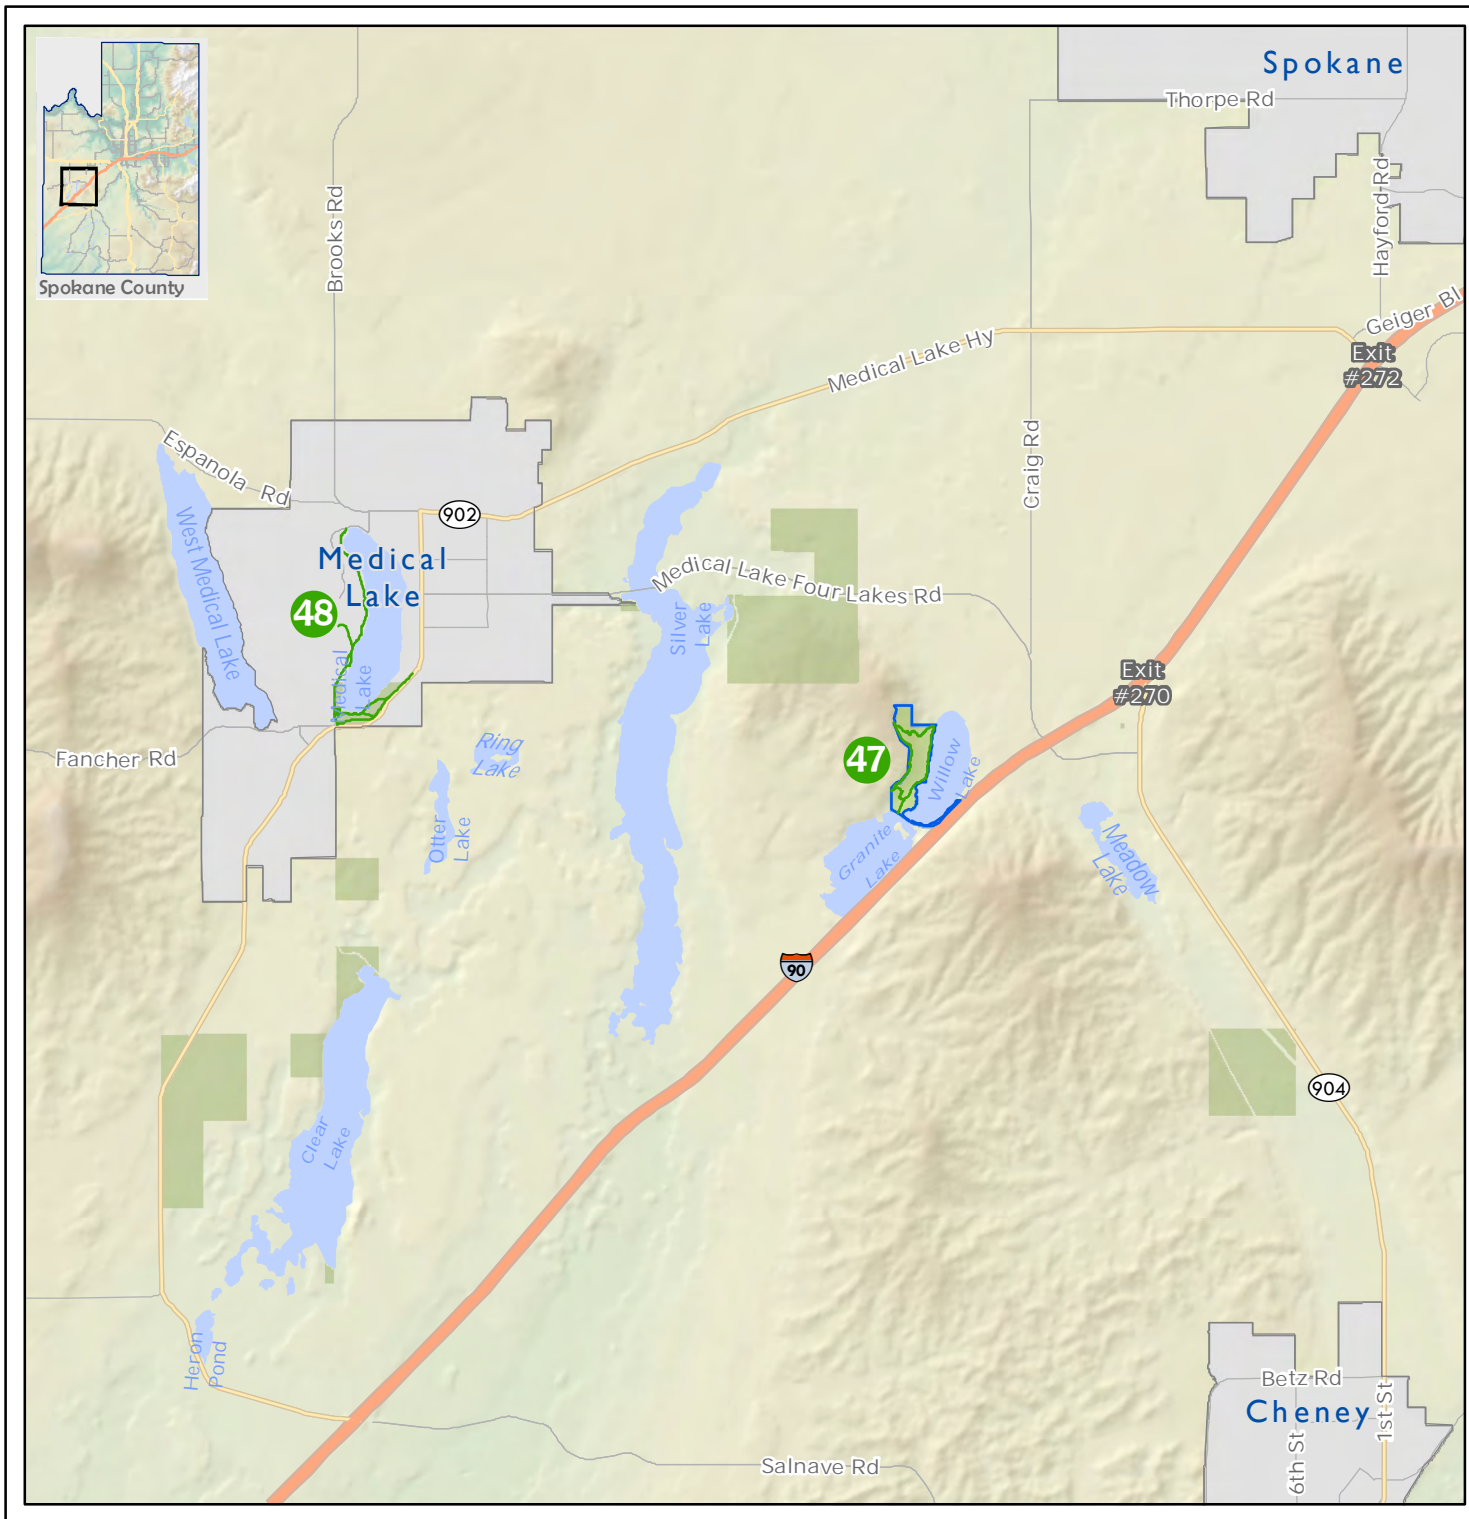 Spokane
Thorpe Rd
Hayford Rd
Brooks Rd
Spokane County
Geiger Bl
Medical Lake Hy
Exit
#272
Craig Rd
Espanola Rd
902
West Medical Lake
Medical
Lake
48
Medical
Lake
Medical Lake Four Lakes Rd
Silver
Lake
Exit
#270
Fancher Rd
Ring
Lake
47
Willow
Lake
Otter
Lake
Granite
Lake
Meadow
Lake
90
904
Clear
Lake
Heron
Pond
Betz Rd
Cheney
1st St
6th St
Salnave Rd